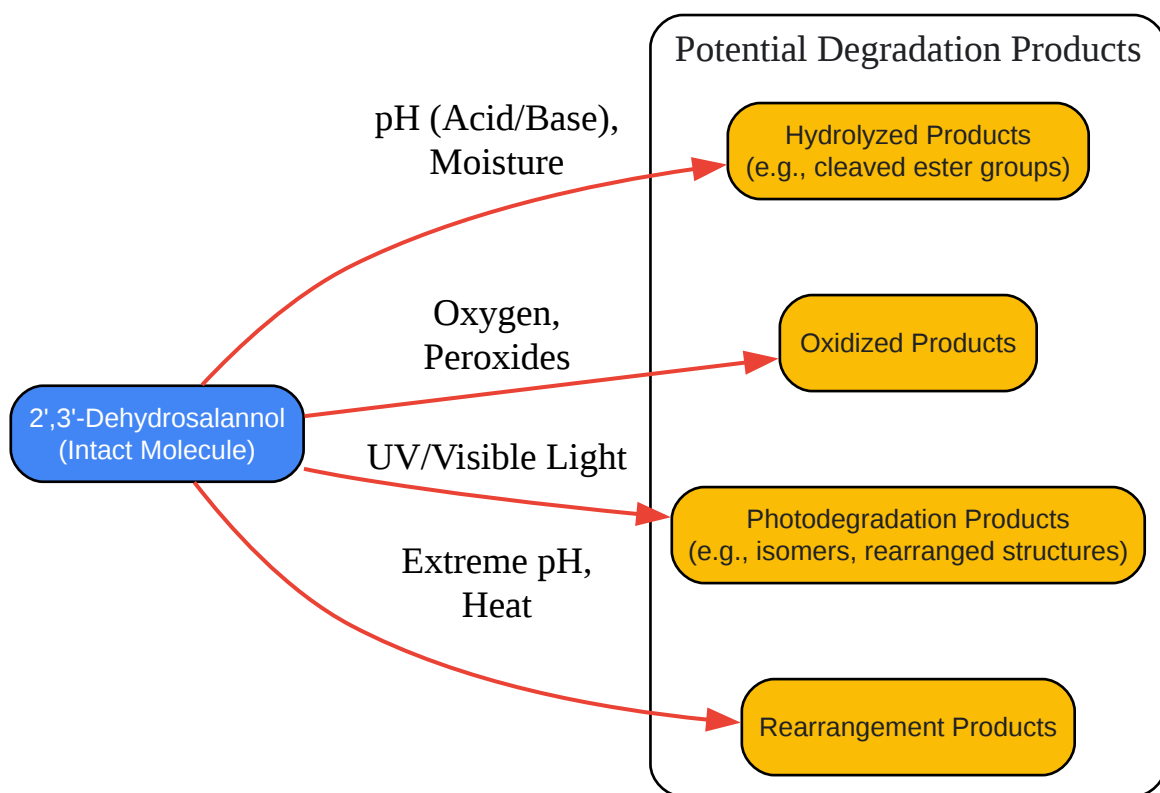 Potential Degradation Products
pH (Acid/Base),
Moisture
Hydrolyzed Products
(e.g., cleaved ester groups)
Oxygen,
Peroxides
Oxidized Products
2',3'-Dehydrosalannol
(Intact Molecule)
UV/Visible Light
Photodegradation Products
(e.g., isomers, rearranged structures)
Extreme pH,
Heat
Rearrangement Products